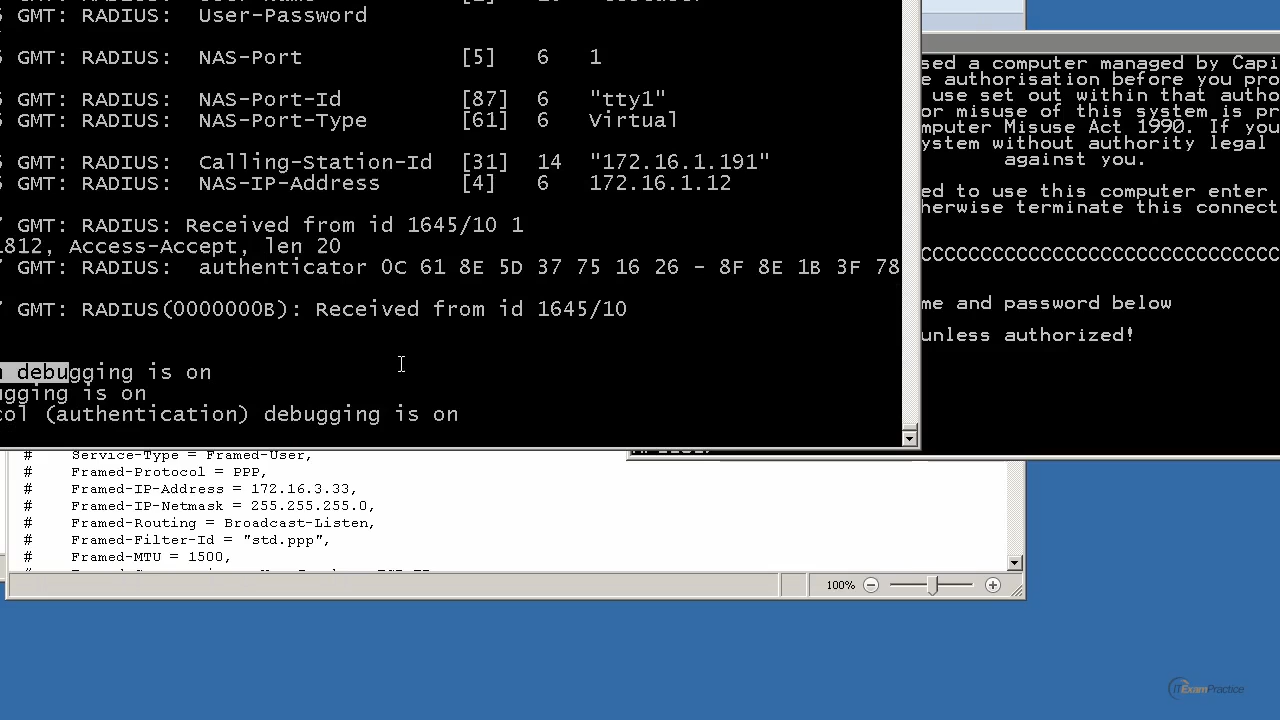 GMT: RADIUS: User-Password
GMT: RADIUS: NAS-Port [5] 6 1
GMT: RADIUS: NAS-Port-Id [87] 6 "tty1"
GMT: RADIUS: NAS-Port-Type [61] 6 Virtual
GMT: RADIUS: Calling-Station-Id [31] 14 "172.16.1.191"
GMT: RADIUS: NAS-IP-Address [4] 6 172.16.1.12
GMT: RADIUS: Received from id 1645/10 1
1812, Access-Accept, len 20
GMT: RADIUS: authenticator 0C 61 8E 5D 37 75 16 26 - 8F 8E 1B 3F 78
GMT: RADIUS(0000000B): Received from id 1645/10
debugging is on
ugging is on
col (authentication) debugging is on
sed a computer managed by Capi
e authorisation before you pro
use set out within that autho
or misuse of this system is pr
mputer Misuse Act 1990. If you
ystem without authority legal
against you.
ed to use this computer enter
herwise terminate this connect
CCCCCCCCCCCCCCCCCCCCCCCCCCCCCCCCC
me and password below
unless authorized!
# Service-Type = Framed-User,
# Framed-Protocol = PPP,
# Framed-IP-Address = 172.16.3.33,
# Framed-IP-Netmask = 255.255.255.0,
# Framed-Routing = Broadcast-Listen,
# Framed-Filter-Id = "std.ppp",
# Framed-MTU = 1500,
100%
ITExamPractice